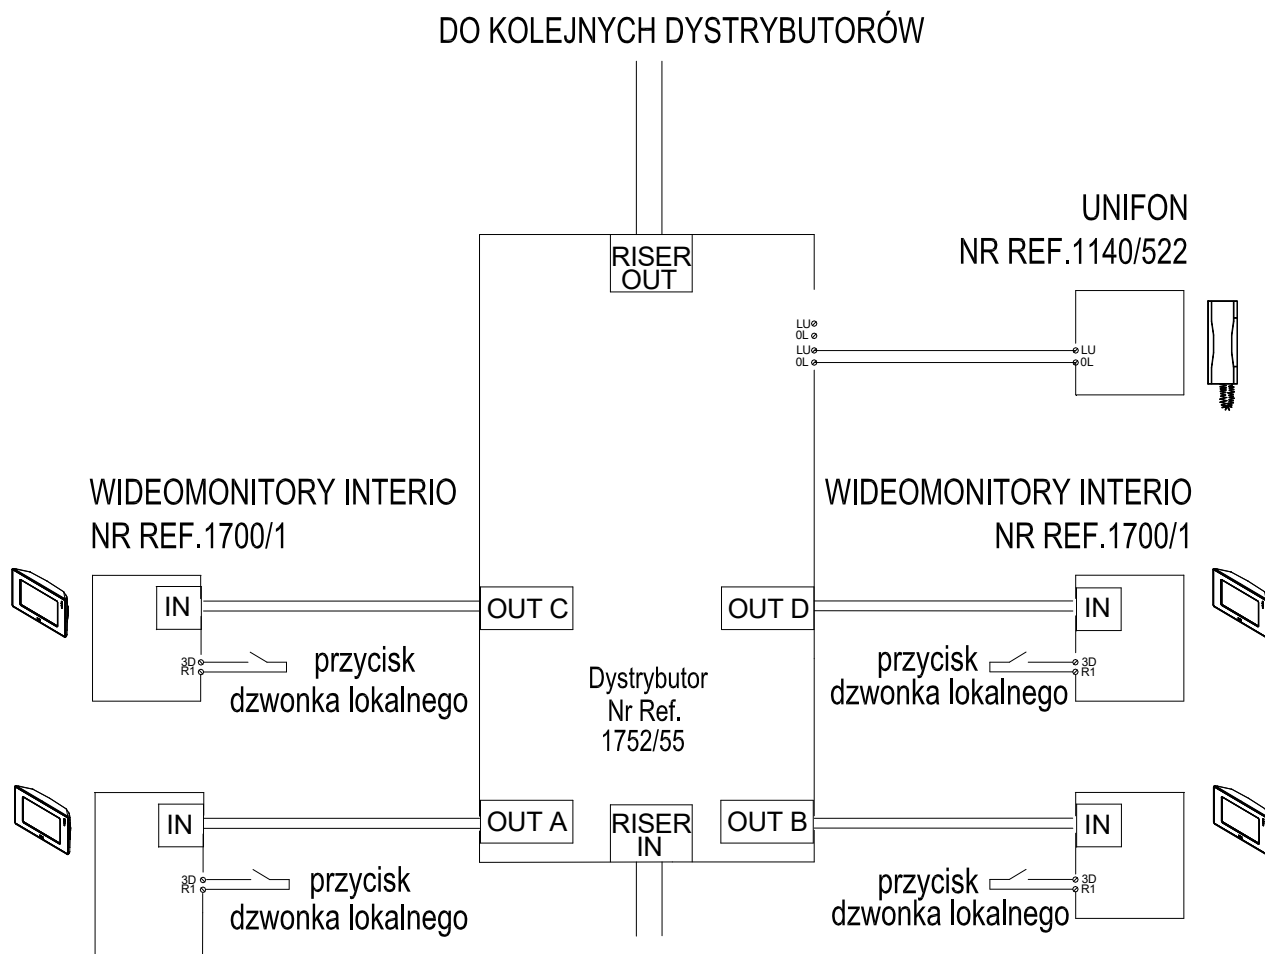 DO KOLEJNYCH DYSTRYBUTORÓW
RISER
OUT
UNIFON
NR REF.1140/522
LU
0L
LU
0L
LU
0L
WIDEOMONITORY INTERIO
NR REF.1700/1
WIDEOMONITORY INTERIO
NR REF.1700/1
IN
OUT C
OUT D
IN
3D
R1
przycisk
dzwonka lokalnego
Dystrybutor
Nr Ref.
1752/55
przycisk
dzwonka lokalnego
3D
R1
IN
OUT A
RISER
IN
OUT B
IN
3D
R1
przycisk
dzwonka lokalnego
przycisk
dzwonka lokalnego
3D
R1